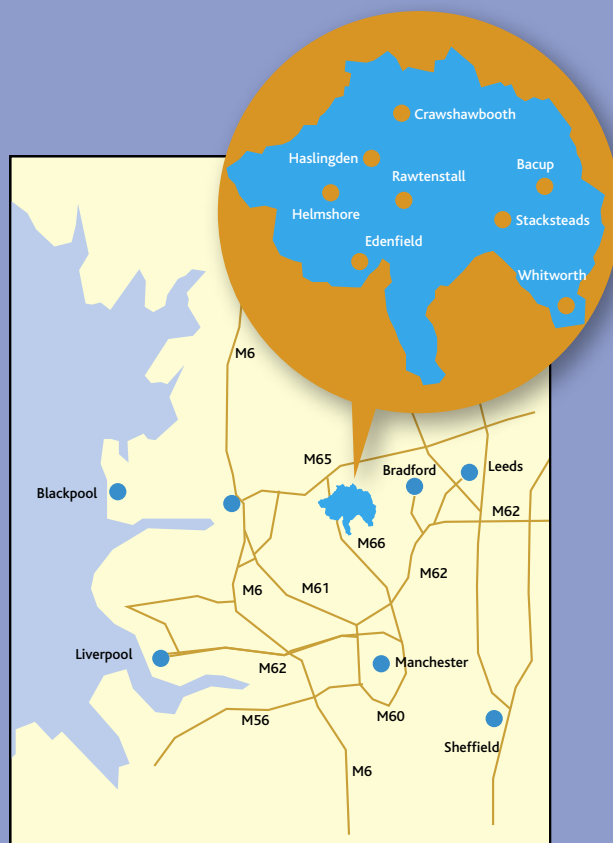 Crawshawbooth
Haslingden
Rawtenstall
Bacup
Helmshore
Stacksteads
Edenfield
Whitworth
M6
M65
Bradford
Leeds
Blackpool
M62
M66
M62
M6
M61
Liverpool
M62
Manchester
M56
M60
Sheffield
M6